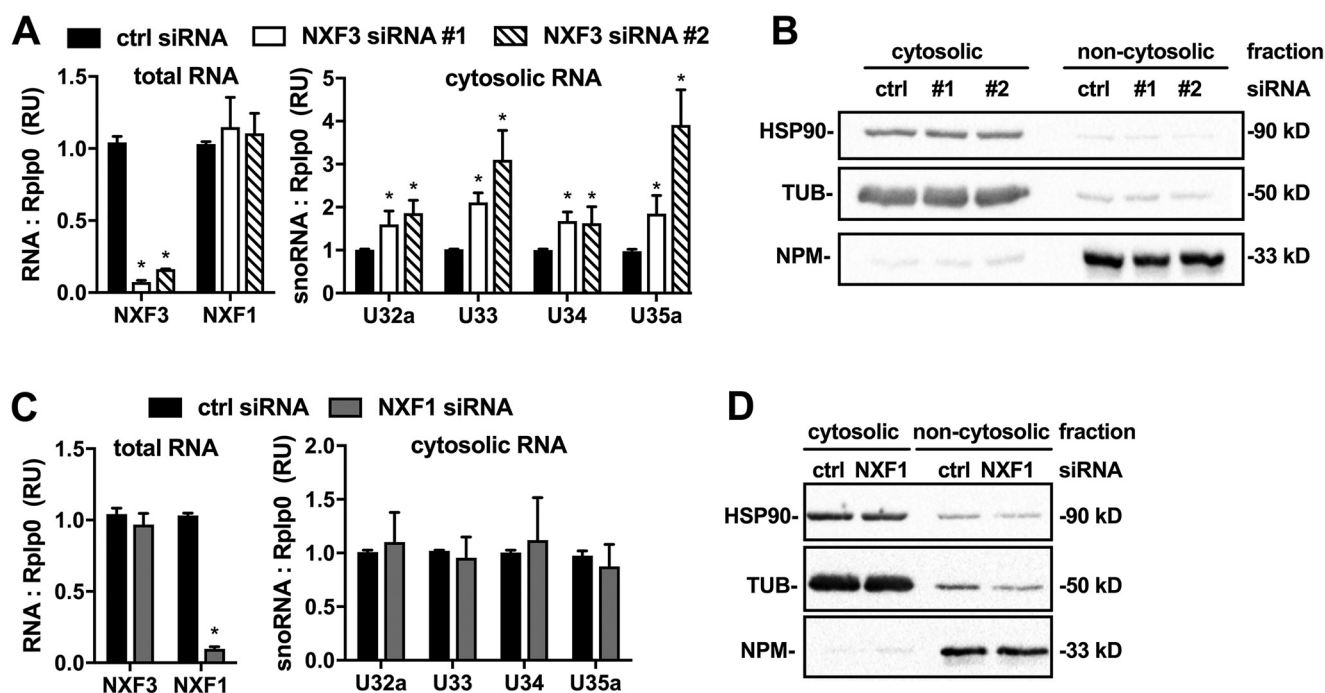 A
ctrl siRNA NXF3 siRNA #1 NXF3 siRNA #2
total RNA
RNA : Rplp0 (RU)
1.5
1.0
0.5
0.0
* *
NXF3 NXF1
cytosolic RNA
snoRNA : Rplp0 (RU)
5
4
3
2
1
0
* * * * * * * *
U32a U33 U34 U35a
B
cytosolic non-cytosolic fraction
ctrl #1 #2 ctrl #1 #2 siRNA
HSP90- -90 kD
TUB- -50 kD
NPM- -33 kD
C
ctrl siRNA NXF1 siRNA
total RNA
RNA : Rplp0 (RU)
1.5
1.0
0.5
0.0
*
NXF3 NXF1
cytosolic RNA
snoRNA : Rplp0 (RU)
2.0
1.5
1.0
0.5
0.0
U32a U33 U34 U35a
D
cytosolic non-cytosolic fraction
ctrl NXF1 ctrl NXF1 siRNA
HSP90- -90 kD
TUB- -50 kD
NPM- -33 kD